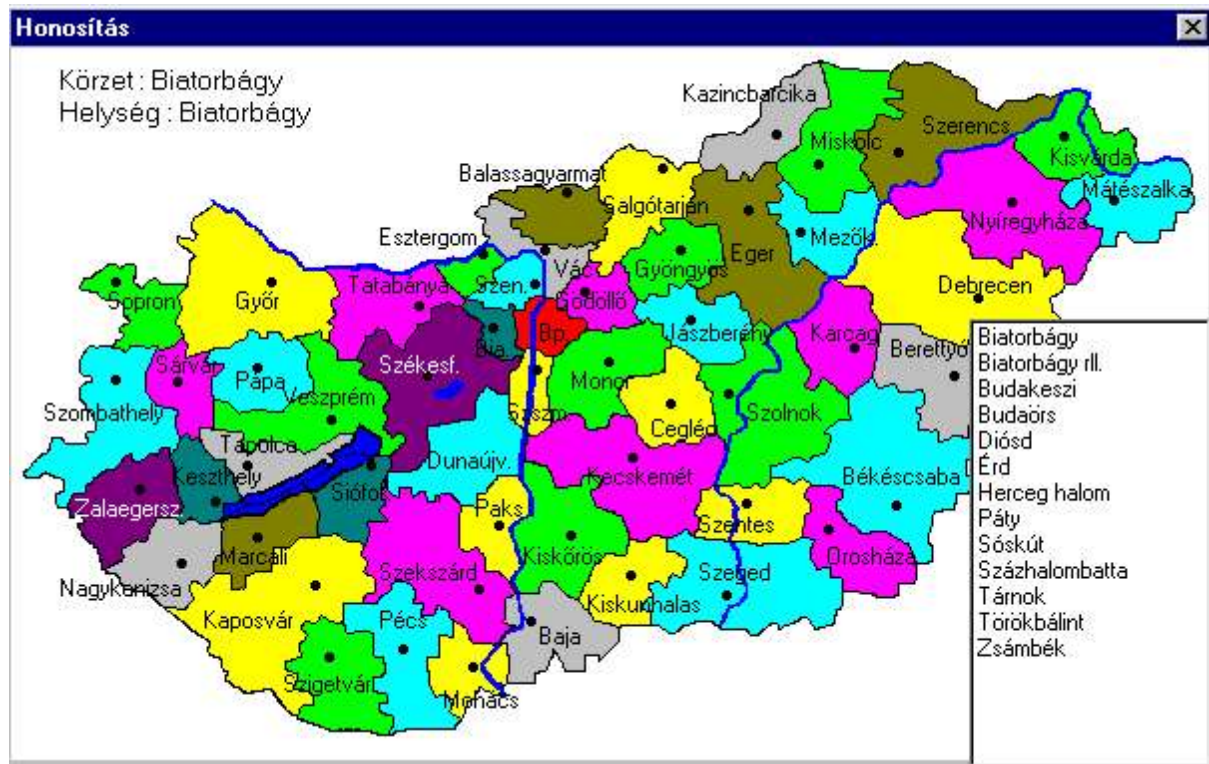 Honosítás
Körzet : Biatorbágy
Helység : Biatorbágy
Kazincbarcika
Szerencs
Miskolc
Kisvárda
Balassagyarmat
Mátészalka
Salgótarján
Nyíregyháza
Esztergom
Mezők.
Eger
Vác
Gyöngyös
Szen.
Tatabánya
Debrecen
Győr
Sopron
Gödöllő
Bp.
Jászberény
Karcag
Bia.
Berettyó
Székesf.
Sárvár
Pápa
Monor
Veszprém
Százm.
Szolnok
Szombathely
Cegléd
Tapolca
Dunaújv.
Kecskemét
Keszthely
Siófok
Békéscsaba
Zalaegersz.
Paks
Szentes
Marcali
Kiskőrös
Orosháza
Szekszárd
Szeged
Nagykanizsa
Kiskunhalas
Kaposvár
Pécs
Baja
Szigetvár
Mohács
Biatorbágy
Biatorbágy rll.
Budakeszi
Budaörs
Diósd
Érd
Herceg halom
Páty
Sóskút
Százhalombatta
Tárnok
Törökbálint
Zsámbék